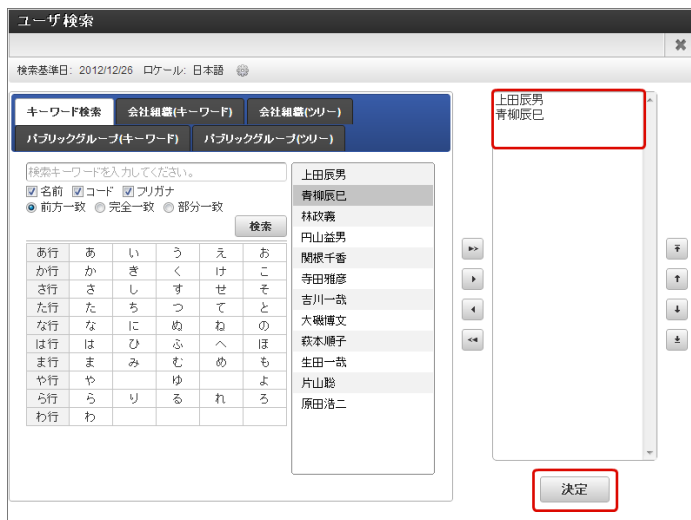 ユーザ検索
検索基準日: 2012/12/26 ロケール: 日本語
キーワード検索 会社組織(キーワード) 会社組織(ツリー)
パブリックグループ(キーワード) パブリックグループ(ツリー)
検索キーワードを入力してください。
名前 コード フリガナ
前方一致 完全一致 部分一致
検索
あ行 あ い う え お
か行 か き く け こ
さ行 さ し す せ そ
た行 た ち つ て と
な行 な に ぬ ね の
は行 は ひ ふ へ ほ
ま行 ま み む め も
や行 や ゆ よ
ら行 ら り る れ ろ
わ行 わ
上田辰男
青柳辰巳
林政義
円山益男
関根千香
寺田雅彦
吉川一哉
大磯博文
萩本順子
生田一哉
片山聡
原田浩二
上田辰男
青柳辰巳
決定